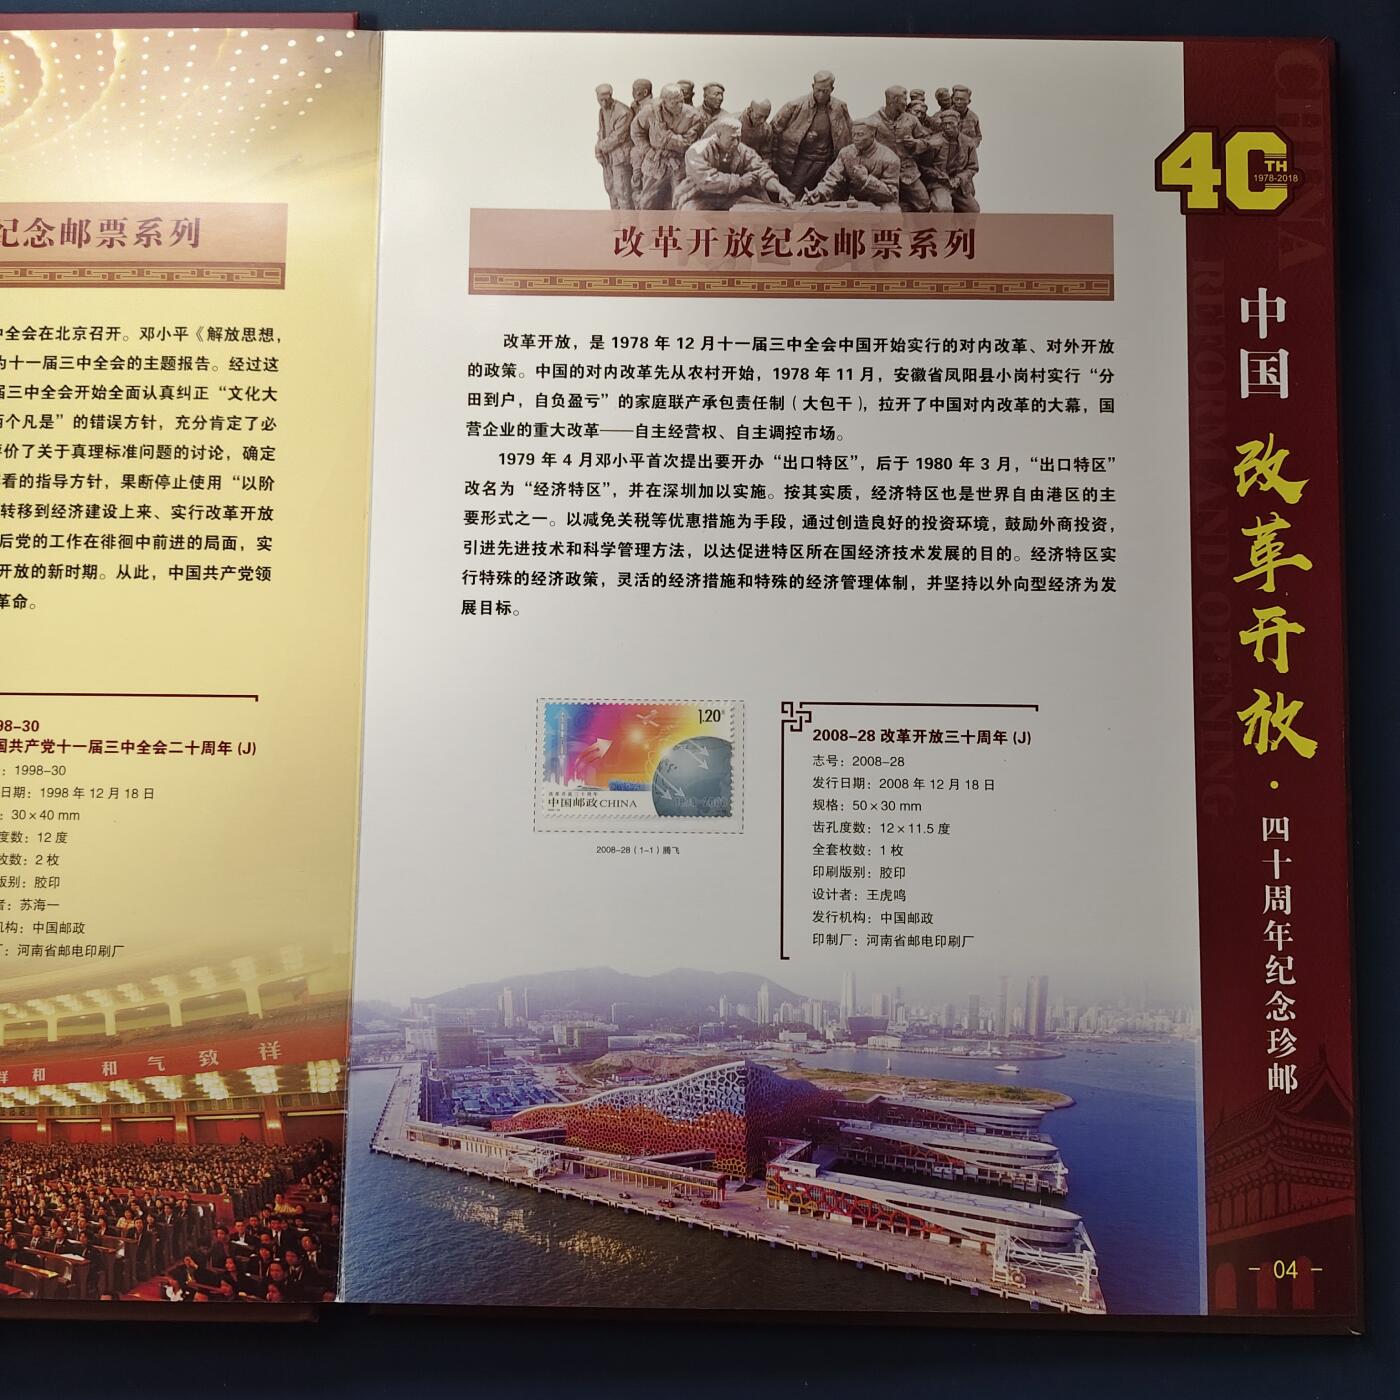 纪念邮票系列
中全会在北京召开。邓小平《解放思想，
为十一届三中全会的主题报告。经过这
届三中全会开始全面认真纠正“文化大
两个凡是”的错误方针，充分肯定了必
评价了关于真理标准问题的讨论，确定
看的指导方针，果断停止使用“以阶
转移到经济建设上来、实行改革开放
后党的工作在徘徊中前进的局面，实
开放的新时期。从此，中国共产党领
革命。
98-30
国共产党十一届三中全会二十周年(J)
：1998-30
日期：1998 年 12 月 18 日
：30×40 mm
度数：12 度
枚数：2 枚
版别：胶印
者：苏海一
机构：中国邮政
厂：河南省邮电印刷厂
祥和 和气致祥
改革开放纪念邮票系列
改革开放，是 1978 年 12 月十一届三中全会中国开始实行的对内改革、对外开放
的政策。中国的对内改革先从农村开始，1978 年 11 月，安徽省凤阳县小岗村实行“分
田到户，自负盈亏”的家庭联产承包责任制（大包干），拉开了中国对内改革的大幕，国
营企业的重大改革——自主经营权、自主调控市场。
1979 年 4 月邓小平首次提出要开办“出口特区”，后于 1980 年 3 月，“出口特区”
改名为“经济特区”，并在深圳加以实施。按其实质，经济特区也是世界自由港区的主
要形式之一。以减免关税等优惠措施为手段，通过创造良好的投资环境，鼓励外商投资，
引进先进技术和科学管理方法，以达促进特区所在国经济技术发展的目的。经济特区实
行特殊的经济政策，灵活的经济措施和特殊的经济管理体制，并坚持以外向型经济为发
展目标。
1.20元
改革开放三十周年
中国邮政 CHINA
1978-2008
2008-28（1-1）腾飞
2008-28 改革开放三十周年(J)
志号：2008-28
发行日期：2008 年 12 月 18 日
规格：50×30 mm
齿孔度数：12×11.5 度
全套枚数：1 枚
印刷版别：胶印
设计者：王虎鸣
发行机构：中国邮政
印制厂：河南省邮电印刷厂
CHINA
REFORM AND OPENING
40TH
1978-2018
中国改革开放·四十周年纪念珍邮
- 04 -